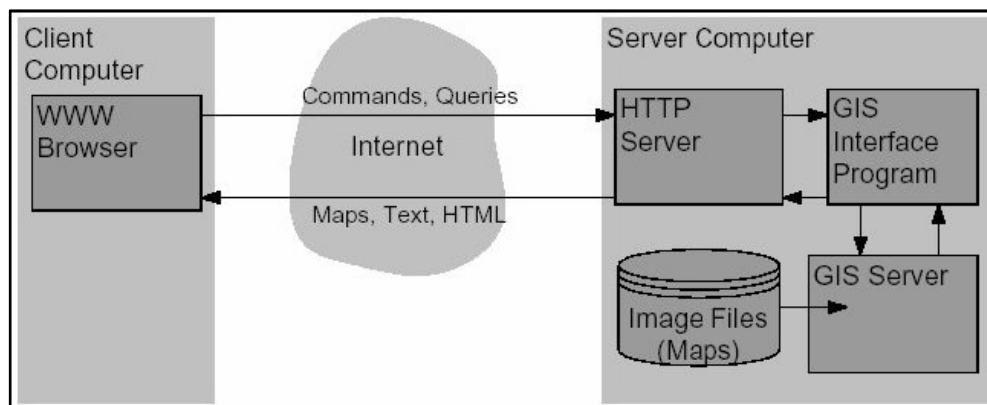 Client
Computer
WWW
Browser
Commands, Queries
Internet
Maps, Text, HTML
Server Computer
HTTP
Server
GIS
Interface
Program
GIS Server
Image Files
(Maps)